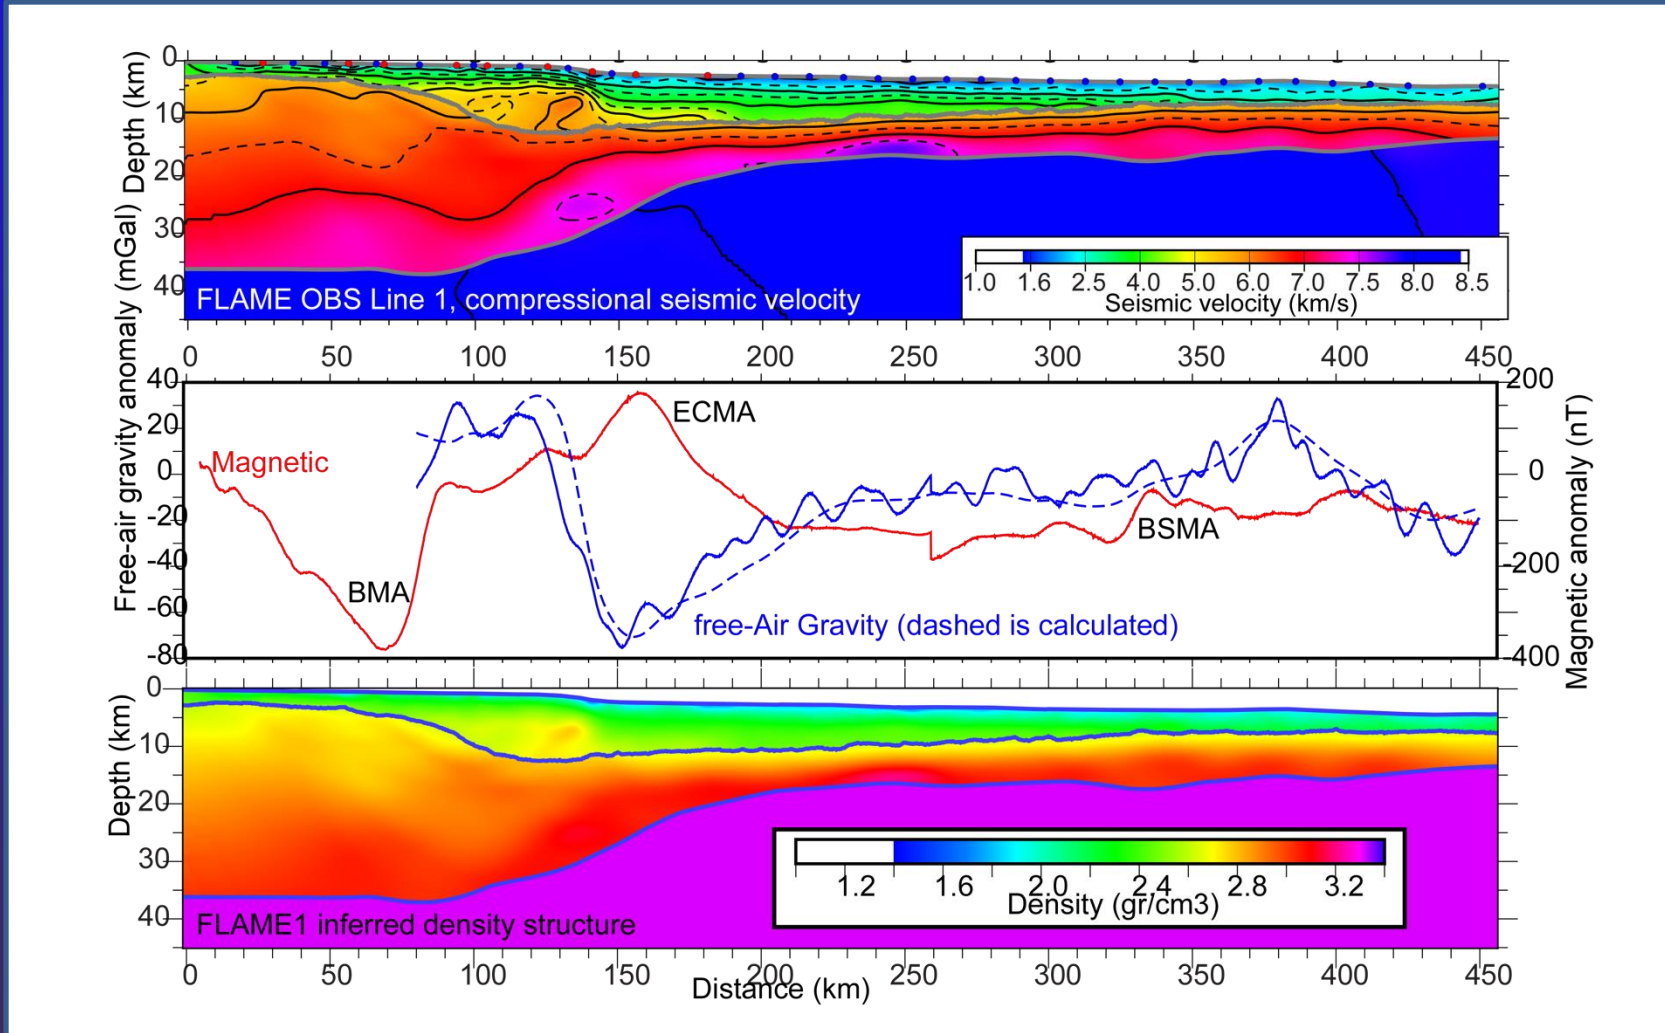 0
10
20
30
40
Depth (km)
FLAME OBS Line 1, compressional seismic velocity
1.0 1.6 2.5 4.0 5.0 6.0 7.0 7.5 8.0 8.5
Seismic velocity (km/s)
0 50 100 150 200 250 300 350 400 450
40
20
0
-20
-40
-60
-80
Free-air gravity anomaly (mGal)
Magnetic
BMA
ECMA
BSMA
free-Air Gravity (dashed is calculated)
200
0
-200
-400
Magnetic anomaly (nT)
0
10
20
30
40
Depth (km)
FLAME1 inferred density structure
1.2 1.6 2.0 2.4 2.8 3.2
Density (gr/cm3)
0 50 100 150 200 250 300 350 400 450
Distance (km)